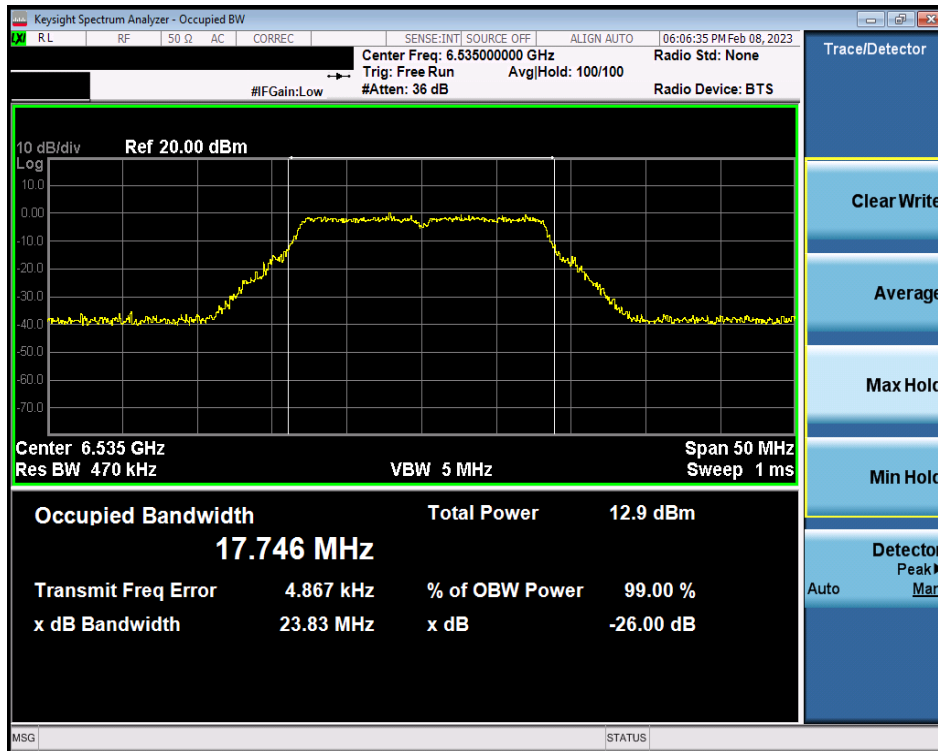 Keysight Spectrum Analyzer - Occupied BW
LXI RL RF 50 Ω AC CORREC SENSE:INT SOURCE OFF ALIGN AUTO 06:06:35 PM Feb 08, 2023
Center Freq: 6.535000000 GHz Radio Std: None
Trig: Free Run Avg|Hold: 100/100
#IFGain:Low #Atten: 36 dB Radio Device: BTS
10 dB/div Ref 20.00 dBm
Log
10.0
0.00
-10.0
-20.0
-30.0
-40.0
-50.0
-60.0
-70.0
Center 6.535 GHz Span 50 MHz
Res BW 470 kHz VBW 5 MHz Sweep 1 ms
Occupied Bandwidth Total Power 12.9 dBm
17.746 MHz
Transmit Freq Error 4.867 kHz % of OBW Power 99.00 %
x dB Bandwidth 23.83 MHz x dB -26.00 dB
MSG STATUS
Trace/Detector
Clear Write
Average
Max Hold
Min Hold
Detector
Peak
Auto Man